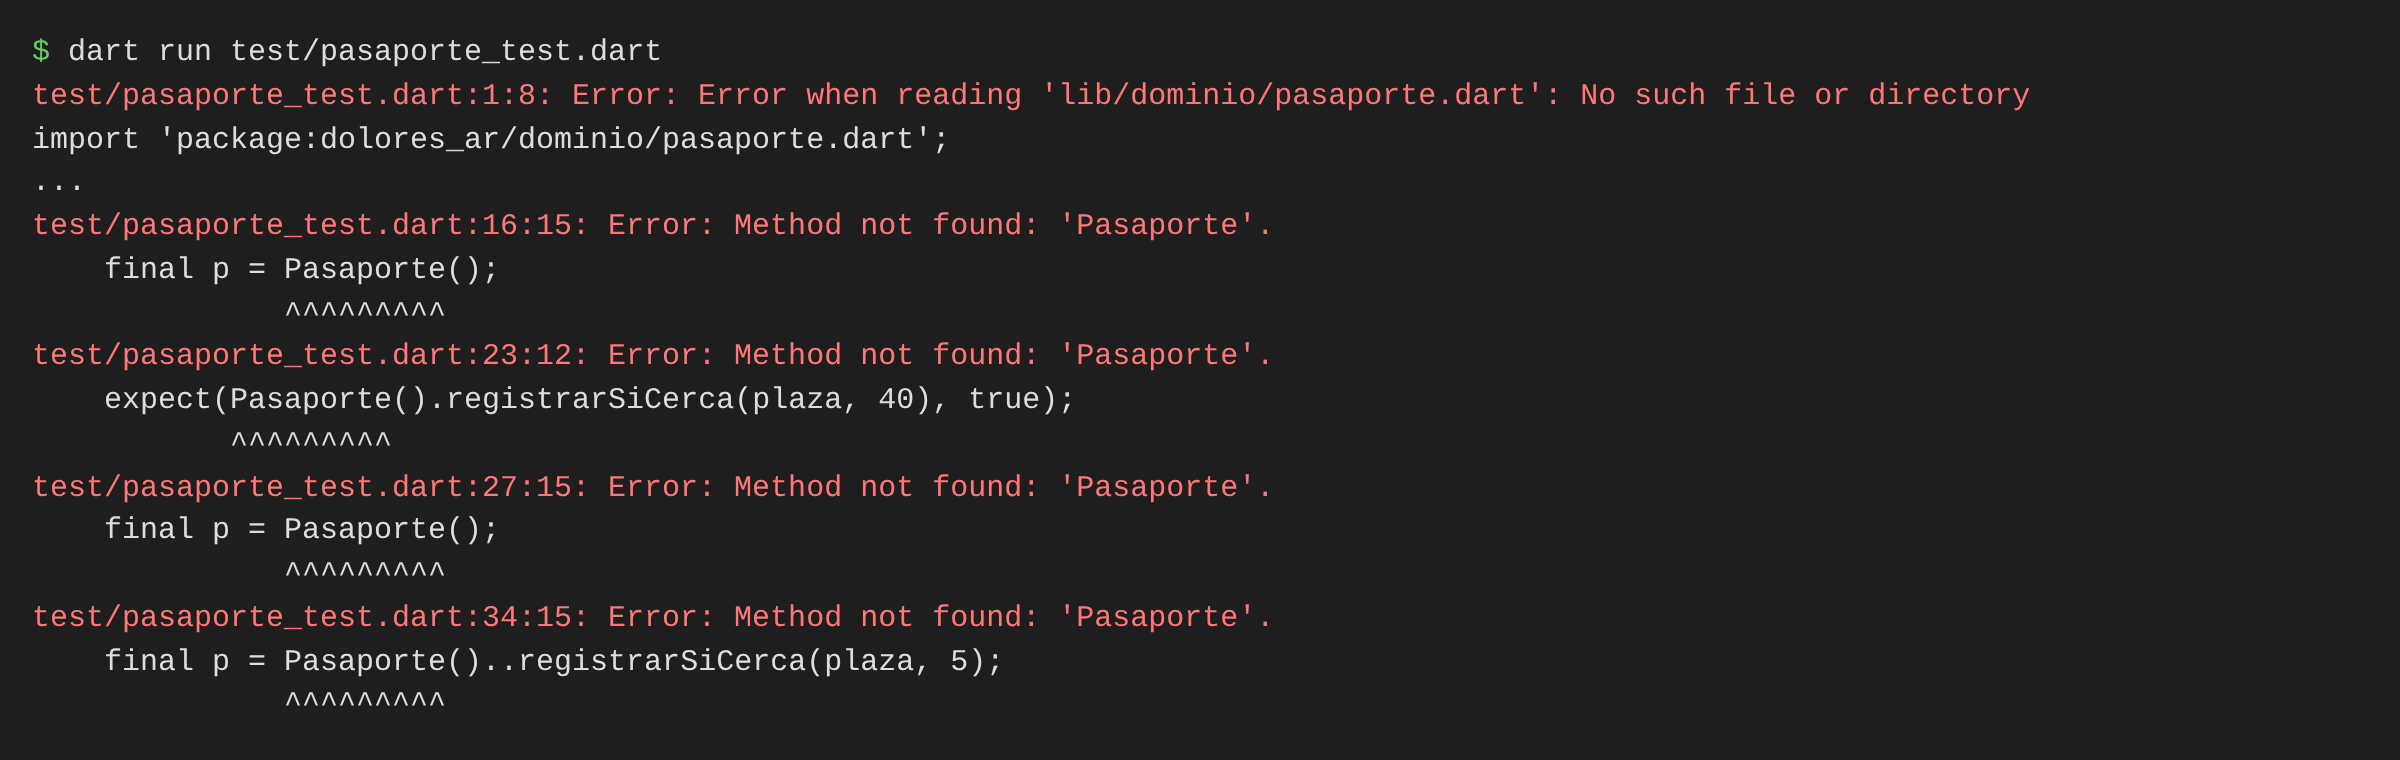 $ dart run test/pasaporte_test.dart
test/pasaporte_test.dart:1:8: Error: Error when reading 'lib/dominio/pasaporte.dart': No such file or directory
import 'package:dolores_ar/dominio/pasaporte.dart';
...
test/pasaporte_test.dart:16:15: Error: Method not found: 'Pasaporte'.
    final p = Pasaporte();
              ^^^^^^^^^
test/pasaporte_test.dart:23:12: Error: Method not found: 'Pasaporte'.
    expect(Pasaporte().registrarSiCerca(plaza, 40), true);
           ^^^^^^^^^
test/pasaporte_test.dart:27:15: Error: Method not found: 'Pasaporte'.
    final p = Pasaporte();
              ^^^^^^^^^
test/pasaporte_test.dart:34:15: Error: Method not found: 'Pasaporte'.
    final p = Pasaporte()..registrarSiCerca(plaza, 5);
              ^^^^^^^^^